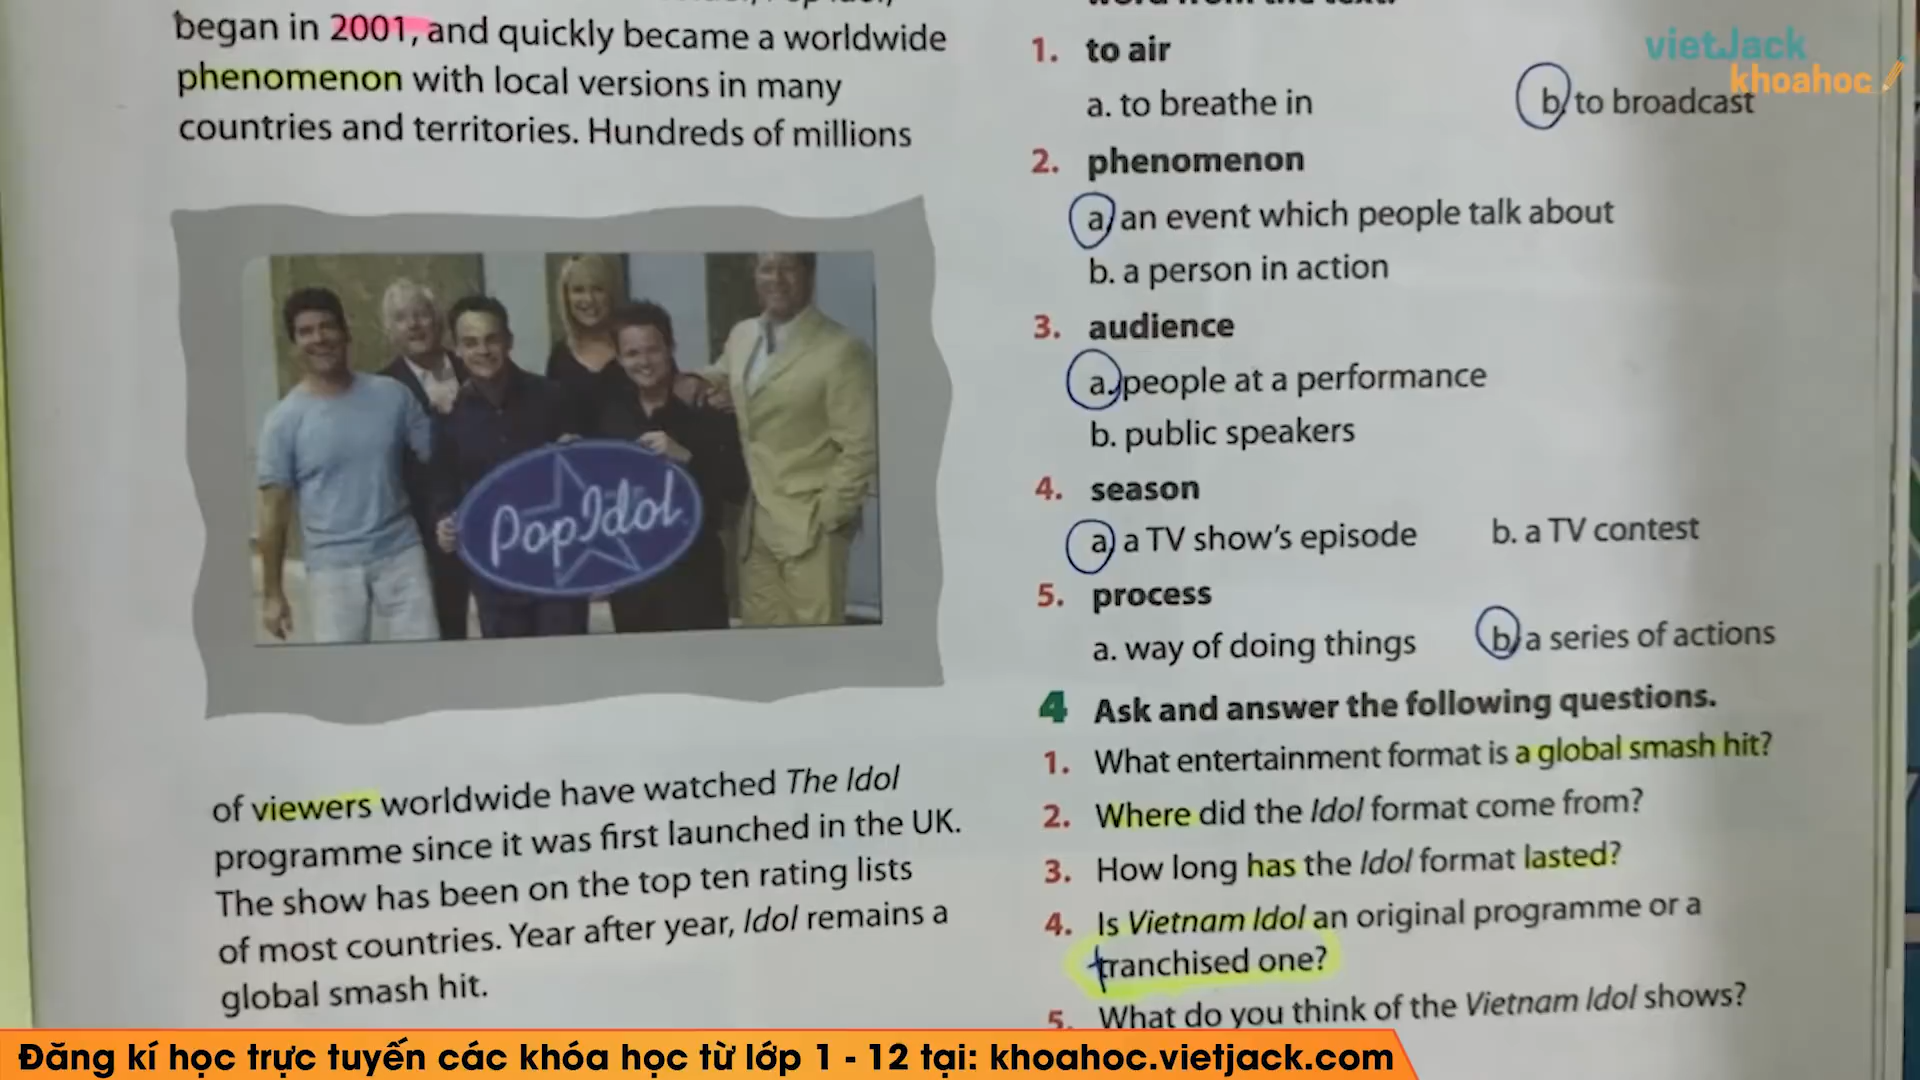 began in 2001, and quickly became a worldwide
phenomenon with local versions in many
countries and territories. Hundreds of millions
Pop Idol
of viewers worldwide have watched The Idol
programme since it was first launched in the UK.
The show has been on the top ten rating lists
of most countries. Year after year, Idol remains a
global smash hit.
1. to air
a. to breathe in b. to broadcast
2. phenomenon
a. an event which people talk about
b. a person in action
3. audience
a. people at a performance
b. public speakers
4. season
a. a TV show's episode b. a TV contest
5. process
a. way of doing things b. a series of actions
4 Ask and answer the following questions.
1. What entertainment format is a global smash hit?
2. Where did the Idol format come from?
3. How long has the Idol format lasted?
4. Is Vietnam Idol an original programme or a
franchised one?
5. What do you think of the Vietnam Idol shows?
vietJack
khoahoc
Đăng kí học trực tuyến các khóa học từ lớp 1 - 12 tại: khoahoc.vietjack.com